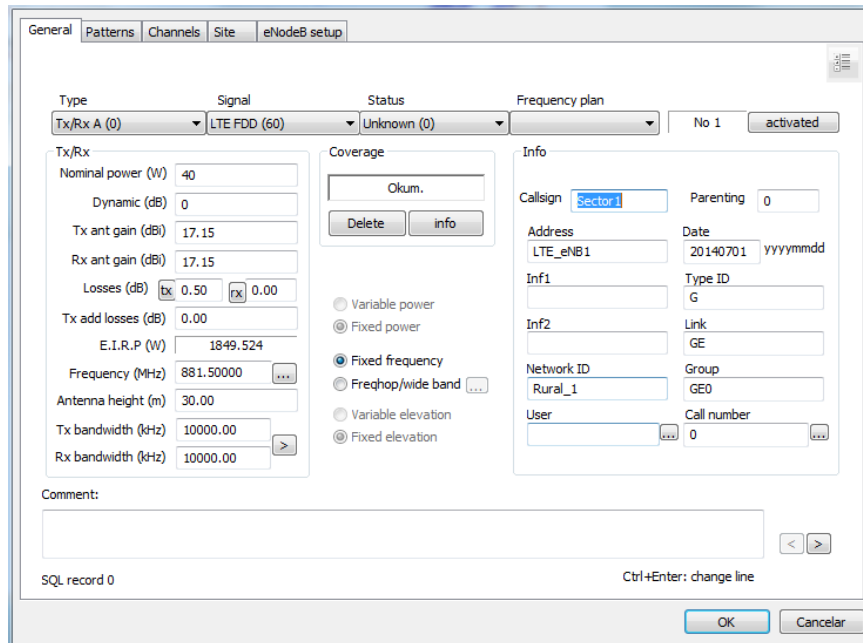 General Patterns Channels Site eNodeB setup
Type Signal Status Frequency plan
Tx/Rx A (0) LTE FDD (60) Unknown (0) No 1 activated
Tx/Rx
Nominal power (W) 40
Dynamic (dB) 0
Tx ant gain (dBi) 17.15
Rx ant gain (dBi) 17.15
Losses (dB) tx 0.50 rx 0.00
Tx add losses (dB) 0.00
E.I.R.P (W) 1849.524
Frequency (MHz) 881.50000 ...
Antenna height (m) 30.00
Tx bandwidth (kHz) 10000.00
Rx bandwidth (kHz) 10000.00
>
Coverage
Okum.
Delete info
Variable power
Fixed power
Fixed frequency
Freqhop/wide band ...
Variable elevation
Fixed elevation
Info
Callsign Sector1 Parenting 0
Address Date
LTE_eNB1 20140701 yyyymmdd
Inf1 Type ID
G
Inf2 Link
GE
Network ID Group
Rural_1 GE0
User Call number
... 0 ...
Comment:
< >
SQL record 0 Ctrl+Enter: change line
OK Cancelar